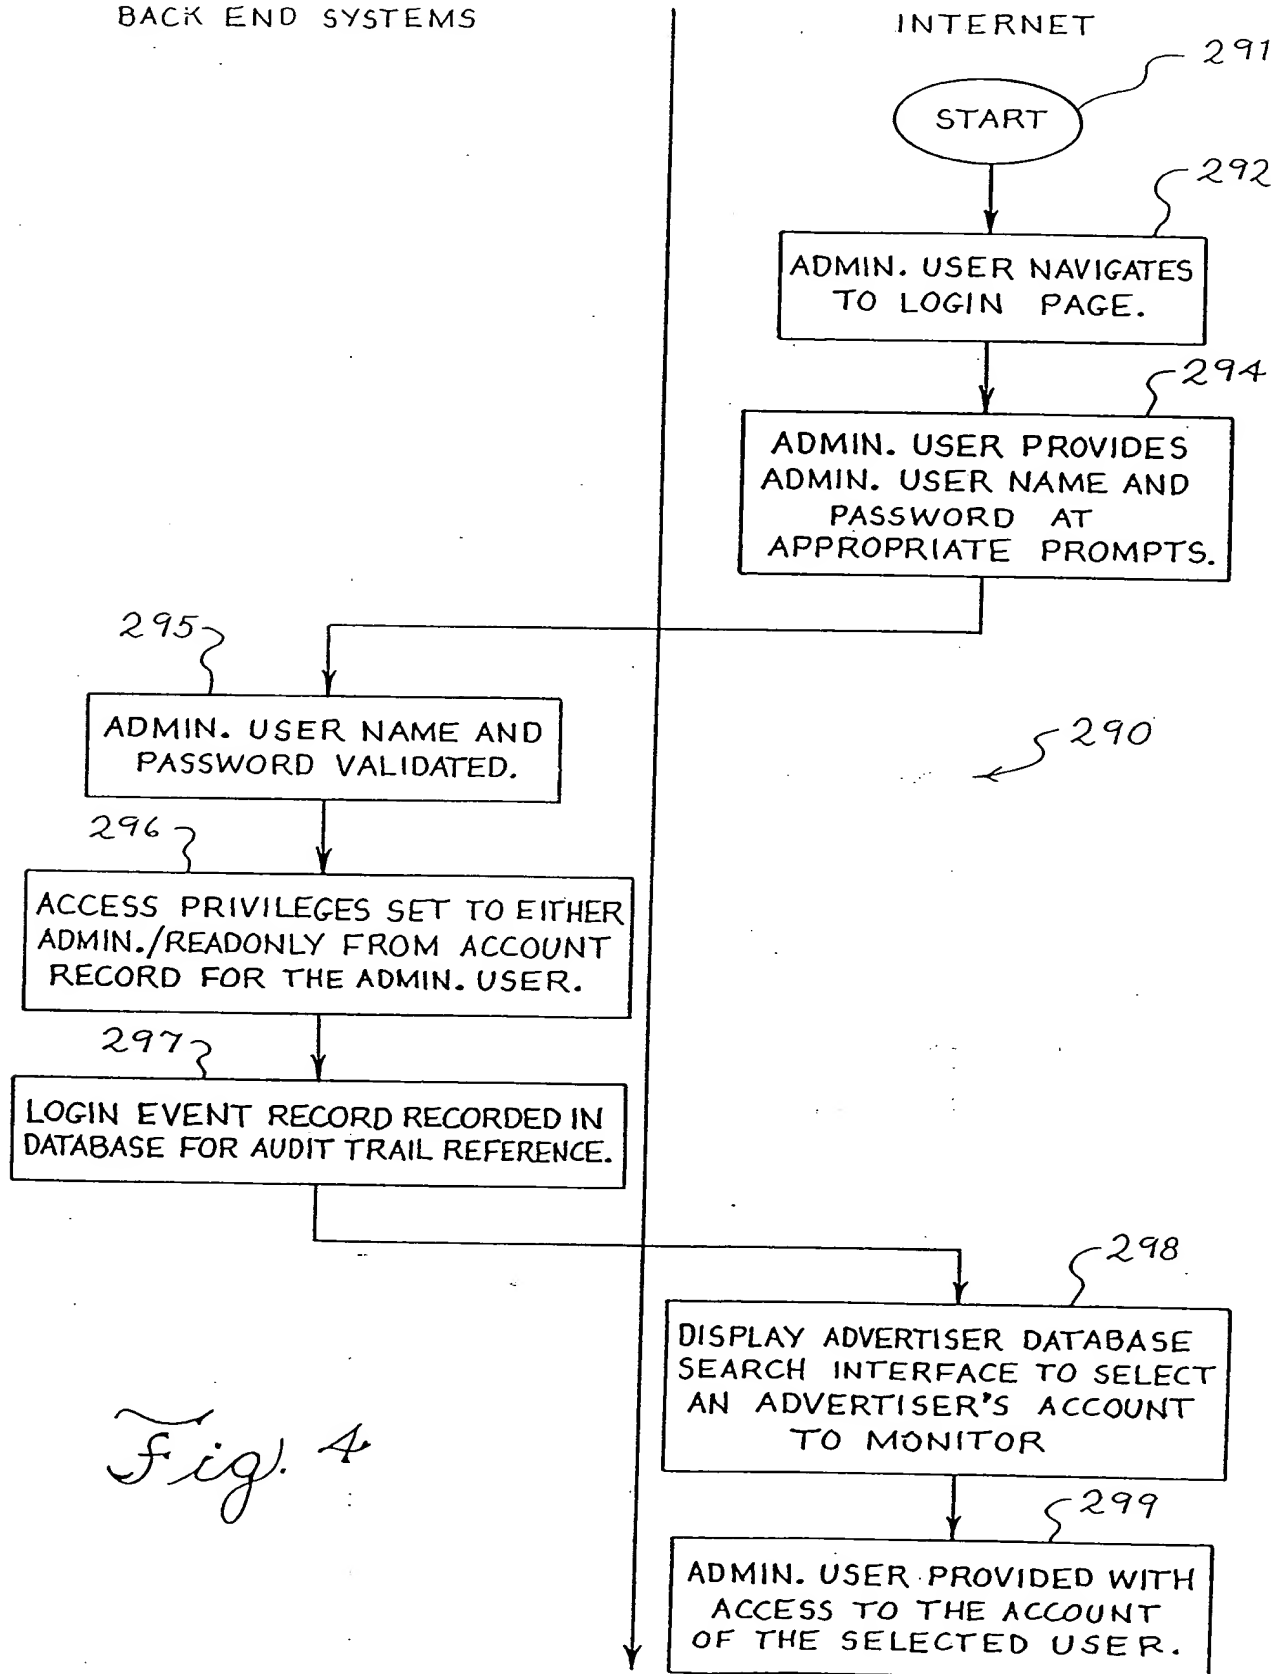 BACK END SYSTEMS
INTERNET
291
START
292
ADMIN. USER NAVIGATES
TO LOGIN PAGE.
294
ADMIN. USER PROVIDES
ADMIN. USER NAME AND
PASSWORD AT
APPROPRIATE PROMPTS.
295
ADMIN. USER NAME AND
PASSWORD VALIDATED.
290
296
ACCESS PRIVILEGES SET TO EITHER
ADMIN./READONLY FROM ACCOUNT
RECORD FOR THE ADMIN. USER.
297
LOGIN EVENT RECORD RECORDED IN
DATABASE FOR AUDIT TRAIL REFERENCE.
298
DISPLAY ADVERTISER DATABASE
SEARCH INTERFACE TO SELECT
AN ADVERTISER'S ACCOUNT
TO MONITOR
Fig. 4
299
ADMIN. USER PROVIDED WITH
ACCESS TO THE ACCOUNT
OF THE SELECTED USER.